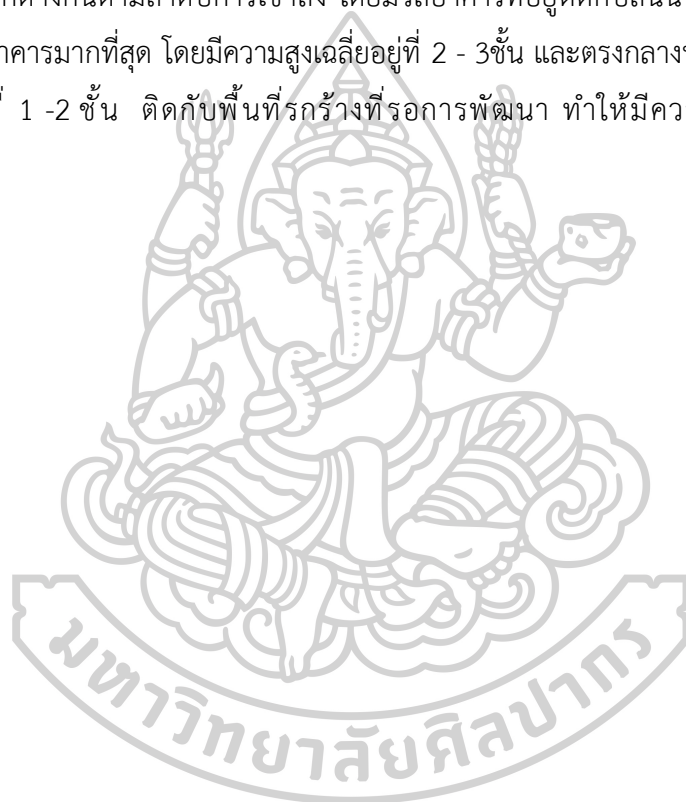 าคารมากที่สุด โดยมีความสูงเฉลี่ยอยู่ที่ 2 - 3ชั้น และตรงกลาง
1 -2 ชั้น ติดกับพื้นที่รกร้างที่รอการพัฒนา ทำให้มีคว
มหาวิทยาลัยศิลปากร